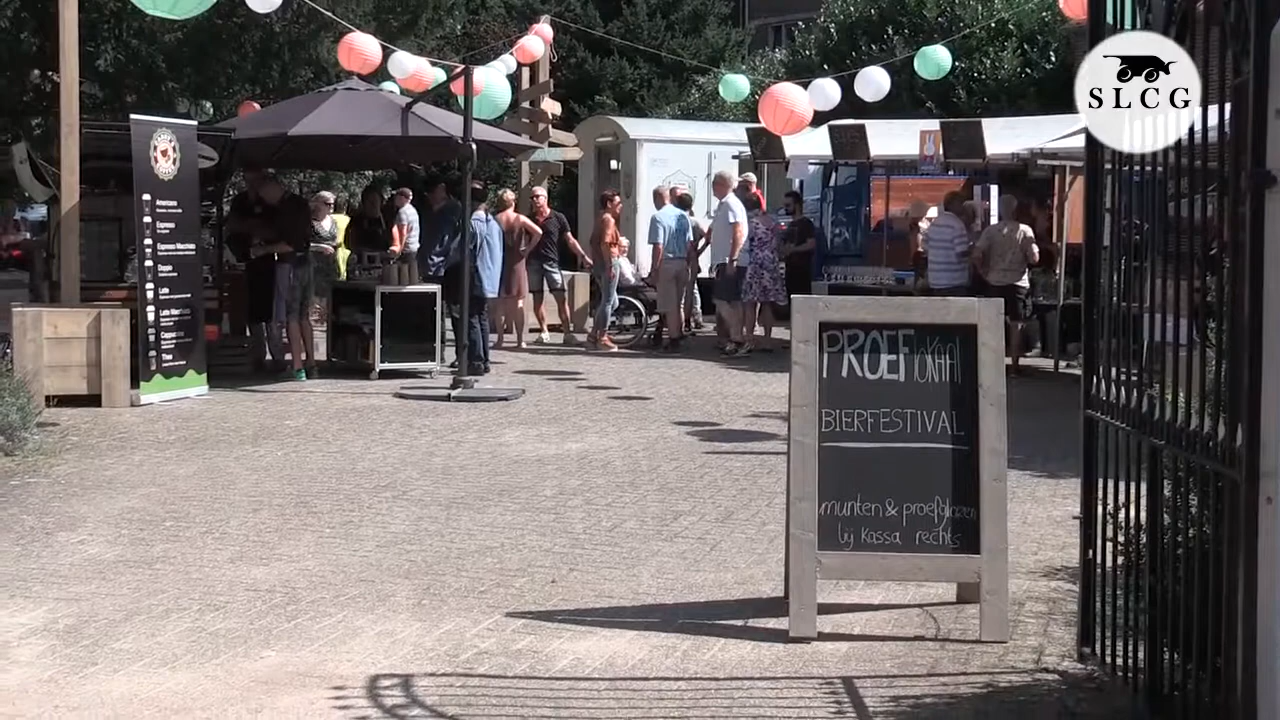 SLCG
PROEFlokaal
BIERFESTIVAL
munten & proefglazen
bij kassa rechts
Americano
Espresso
Espresso Macchiato
Doppio
Latte
Latte Macchiato
Cappuccino
Thee